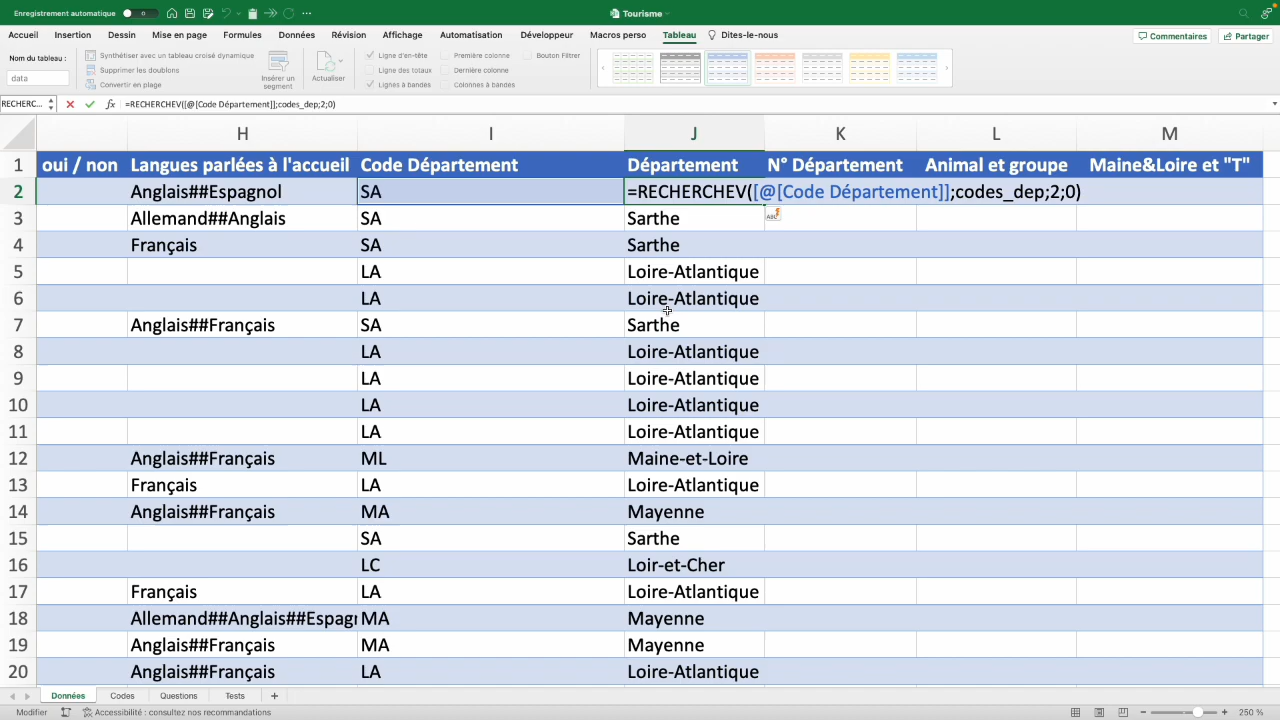 Enregistrement automatique
Tourisme
Accueil Insertion Dessin Mise en page Formules Données Révision Affichage Automatisation Développeur Macros perso Tableau Dites-le-nous Commentaires Partager
Nom du tableau :
data
Synthétiser avec un tableau croisé dynamique
Supprimer les doublons
Convertir en plage
Insérer un segment
Actualiser
Ligne d'en-tête
Ligne des totaux
Lignes à bandes
Première colonne
Dernière colonne
Colonnes à bandes
Bouton Filtrer
RECHERC... fx =RECHERCHEV([@[Code Département]];codes_dep;2;0)
H I J K L M
1 oui / non Langues parlées à l'accueil Code Département Département N° Département Animal et groupe Maine&Loire et "T"
2 Anglais##Espagnol SA =RECHERCHEV([@[Code Département]];codes_dep;2;0)
3 Allemand##Anglais SA Sarthe
4 Français SA Sarthe
5 LA Loire-Atlantique
6 LA Loire-Atlantique
7 Anglais##Français SA Sarthe
8 LA Loire-Atlantique
9 LA Loire-Atlantique
10 LA Loire-Atlantique
11 LA Loire-Atlantique
12 Anglais##Français ML Maine-et-Loire
13 Français LA Loire-Atlantique
14 Anglais##Français MA Mayenne
15 SA Sarthe
16 LC Loir-et-Cher
17 Français LA Loire-Atlantique
18 Allemand##Anglais##Espagr MA Mayenne
19 Anglais##Français MA Mayenne
20 Anglais##Français LA Loire-Atlantique
Données Codes Questions Tests
Modifier Accessibilité : consultez nos recommandations 250 %